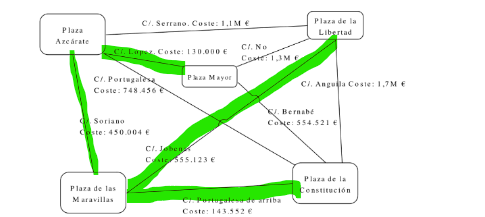 Plaza
Azcárate
C/. Serrano. Coste: 1,1M €
Plaza de la
Libertad
C/. Lopez. Coste: 130.000 €
C/. No
Coste: 1,3M €
Plaza Mayor
C/. Portugalesa
Coste: 748.456 €
C/. Anguila Coste: 1,7M €
C/. Soriano
Coste: 450.004 €
C/. Bernabé
Coste: 554.521 €
C/. Jobenas
Coste: 555.123 €
Plaza de las
Maravillas
Plaza de la
Constitución
C/. Portugalesa de arriba
Coste: 143.552 €